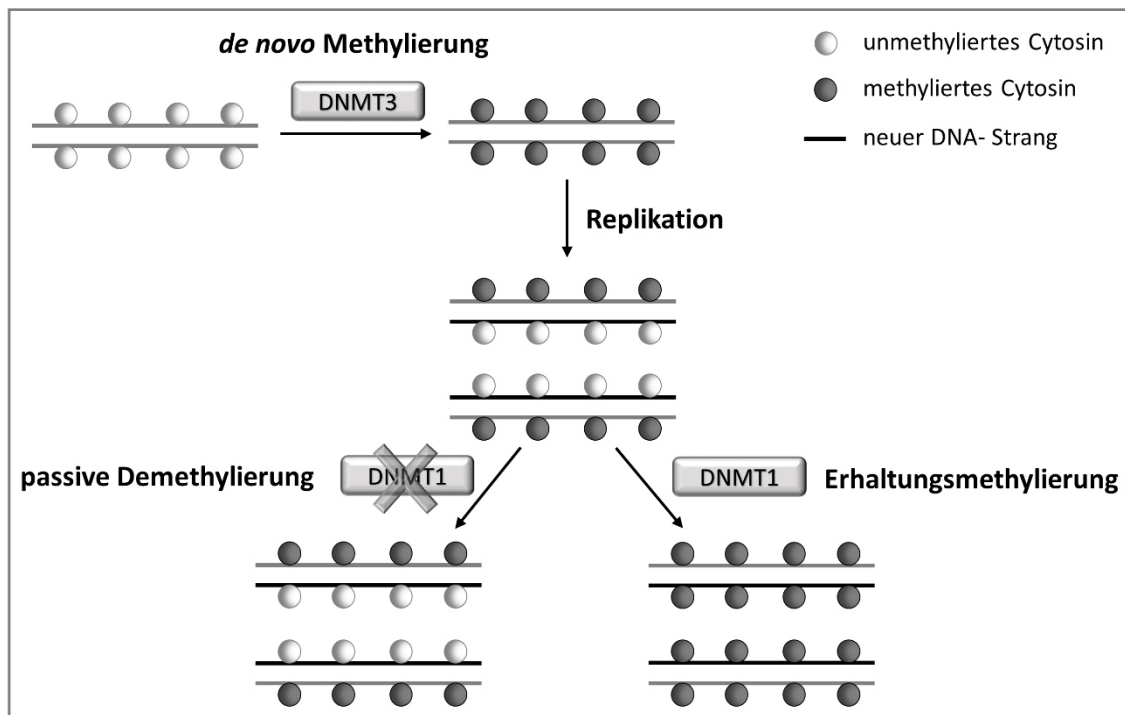 de novo Methylierung
DNMT3
unmethyliertes Cytosin
methyliertes Cytosin
neuer DNA- Strang
Replikation
passive Demethylierung
DNMT1
DNMT1
Erhaltungsmethylierung